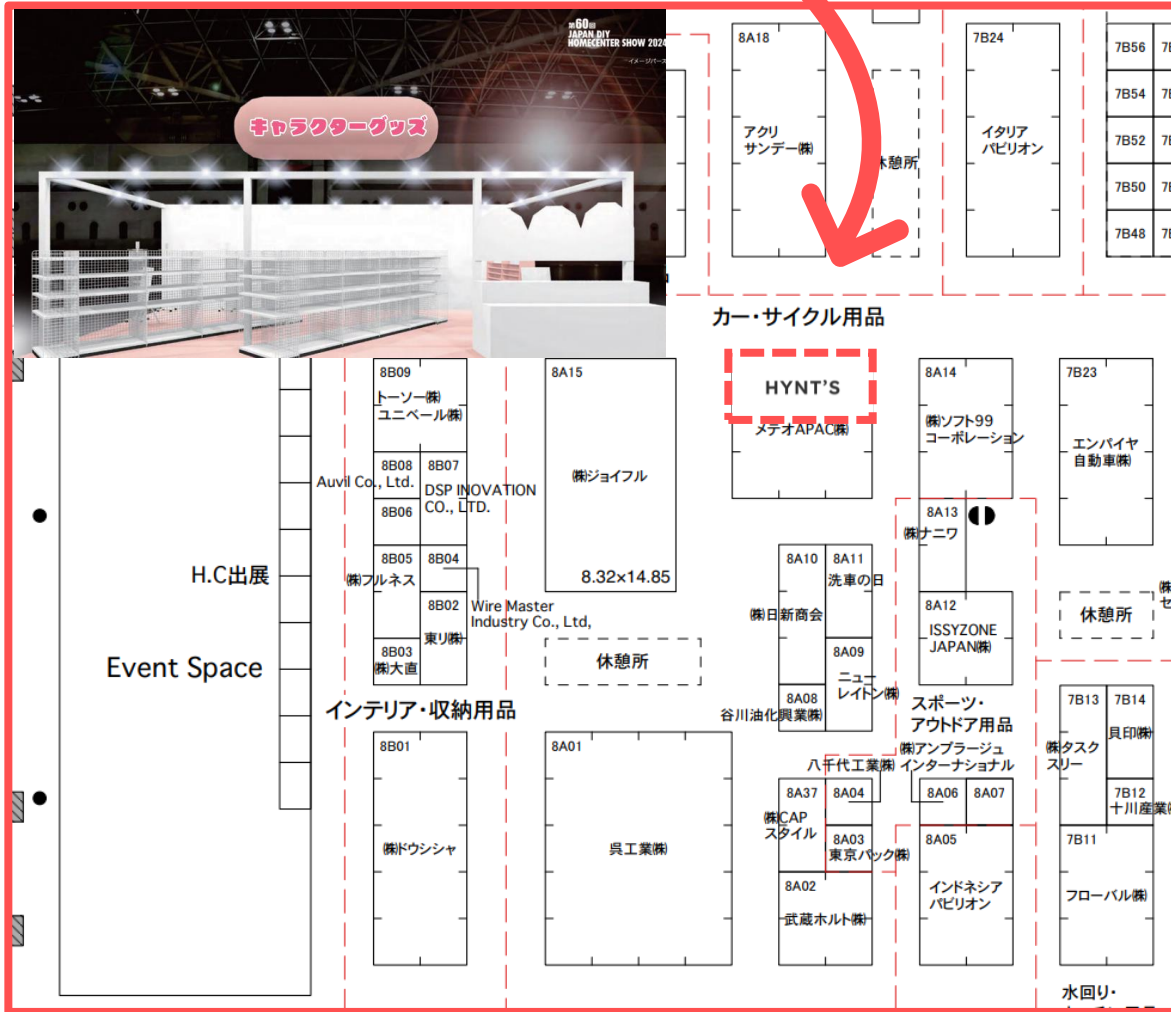 第60回
JAPAN DIY
HOMECENTER SHOW 2024
イメージパース
キャラクターグッズ
8A18
アクリ
サンデー㈱
休憩所
7B24
イタリア
パビリオン
7B56
7B54
7B52
7B50
7B48
カー・サイクル用品
HYNT'S
メテオAPAC㈱
8B09
トーソー㈱
ユニベール㈱
8B08
Auvil Co., Ltd.
8B07
DSP INOVATION
CO., LTD.
8B06
8B05
㈱フルネス
8B04
Wire Master
Industry Co., Ltd,
8B02
東リ㈱
8B03
㈱大直
H.C出展
Event Space
8A15
㈱ジョイフル
8.32×14.85
休憩所
8A14
㈱ソフト99
コーポレーション
7B23
エンパイヤ
自動車㈱
8A13
㈱ナニワ
8A10
㈱日新商会
8A11
洗車の日
8A12
ISSYZONE
JAPAN㈱
休憩所
8A09
ニュー
レイトン㈱
8A08
谷川油化興業㈱
インテリア・収納用品
スポーツ・
アウトドア用品
7B13
㈱タスク
スリー
7B14
貝印㈱
7B12
十川産業
8B01
㈱ドウシシャ
8A01
呉工業㈱
八千代工業㈱
㈱アンプラージュ
インターナショナル
8A37
㈱CAP
スタイル
8A04
8A03
東京パック㈱
8A06
8A07
8A02
武蔵ホルト㈱
8A05
インドネシア
パビリオン
7B11
フローバル㈱
水回り・